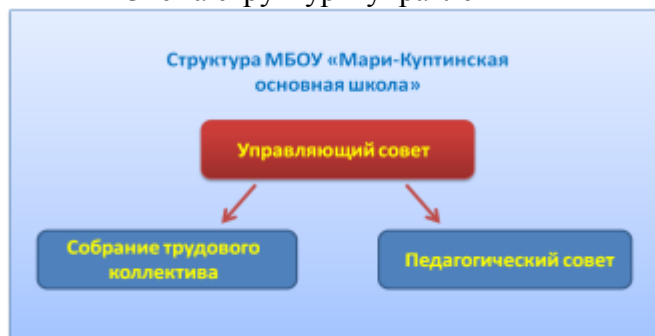 Структура МБОУ «Мари-Куптинская
основная школа»
Управляющий совет
Собрание трудового
коллектива
Педагогический совет